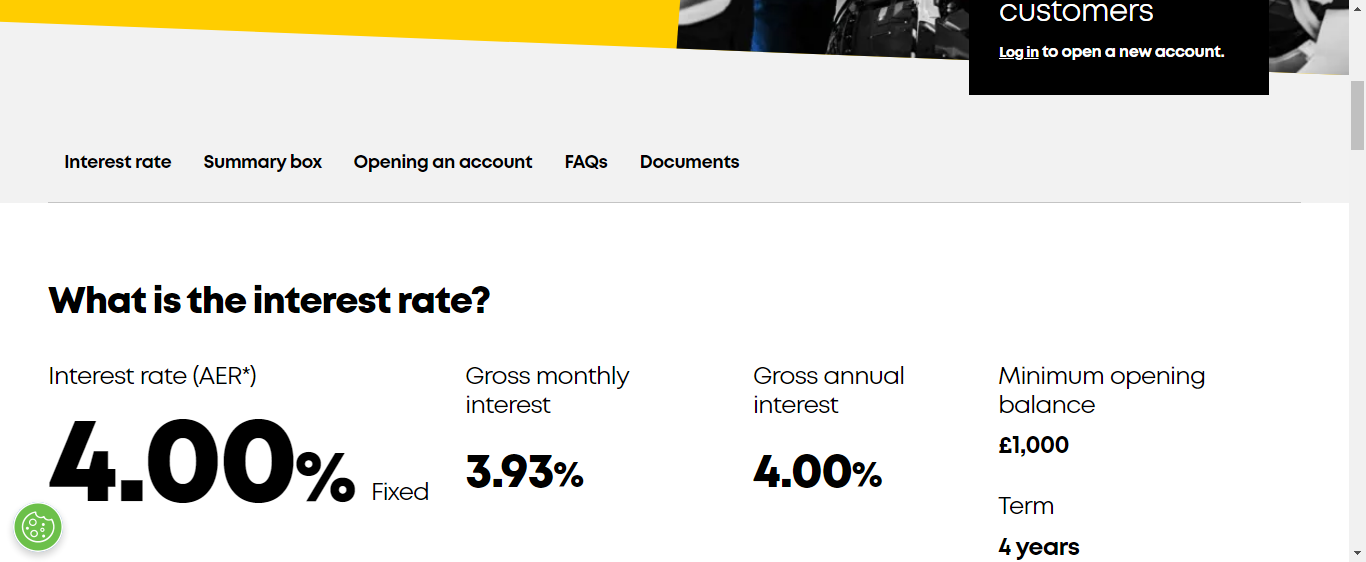 customers
Log in to open a new account.
Interest rate Summary box Opening an account FAQs Documents
What is the interest rate?
Interest rate (AER*)
4.00% Fixed
Gross monthly
interest
3.93%
Gross annual
interest
4.00%
Minimum opening
balance
£1,000
Term
4 years